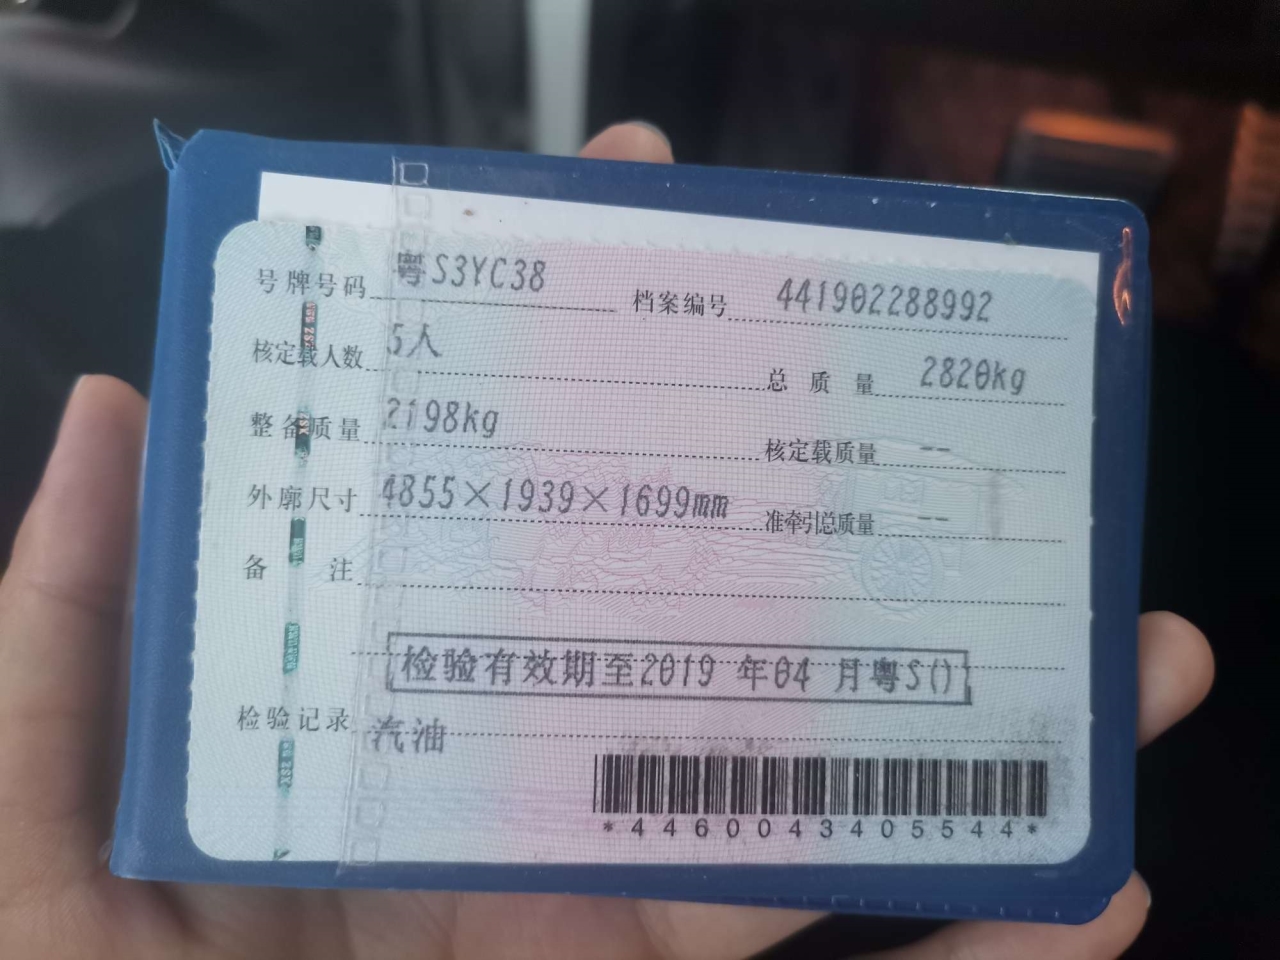 号牌号码 粤S3YC38 档案编号 441902288992
核定载人数 5人 总质量 2820kg
整备质量 2198kg 核定载质量 --
外廓尺寸 4855×1939×1699mm 准牵引总质量 --
备注
检验有效期至2019 年04 月粤S()
检验记录 汽油
*4460043405544*